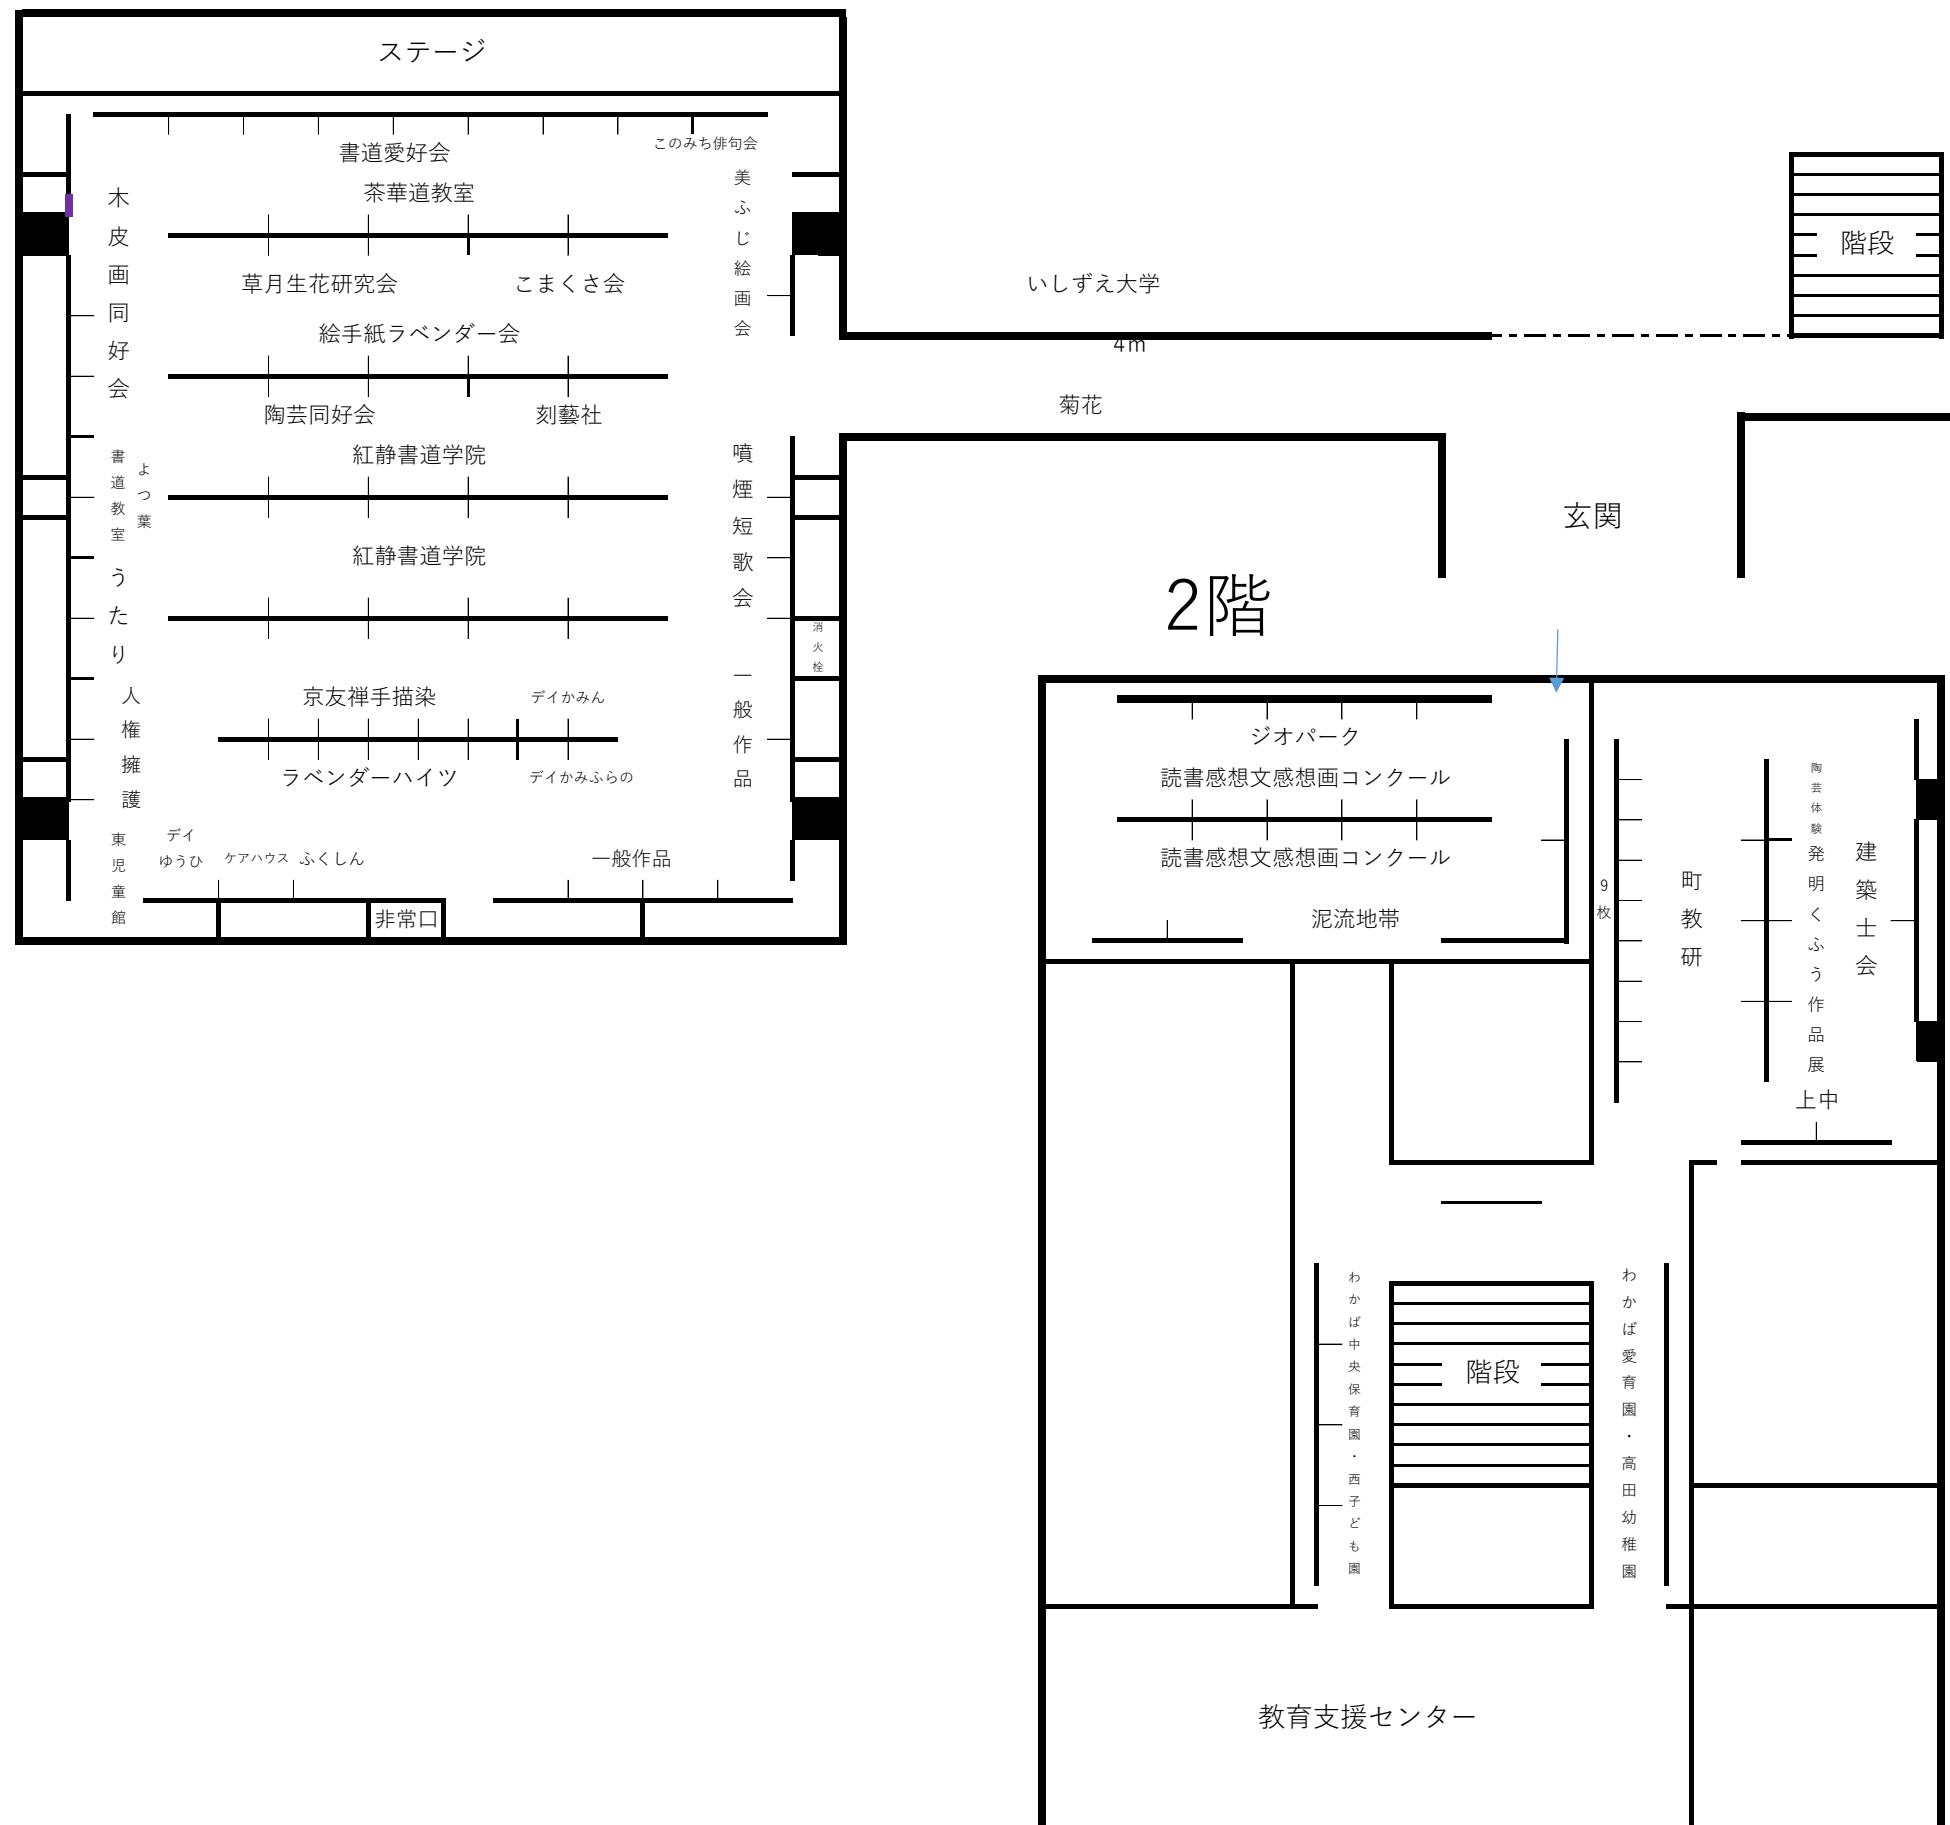 ステージ
書道愛好会
このみち俳句会
茶華道教室
美ふじ絵画会
木皮画同好会
草月生花研究会
こまくさ会
絵手紙ラベンダー会
陶芸同好会
刻藝社
紅静書道学院
よつ葉
書道教室
紅静書道学院
噴煙短歌会
うたり
消火栓
京友禅手描染
デイかみん
人権擁護
一般作品
ラベンダーハイツ
デイかみふらの
東児童館
デイ
ゆうひ
ケアハウス
ふくしん
一般作品
非常口
いしずえ大学
4m
菊花
階段
玄関
2階
ジオパーク
読書感想文感想画コンクール
読書感想文感想画コンクール
泥流地帯
9枚
町教研
陶芸体験
発明くふう作品展
建築士会
上中
わかば中央保育園・西子ども園
階段
わかば愛育園・高田幼稚園
教育支援センター